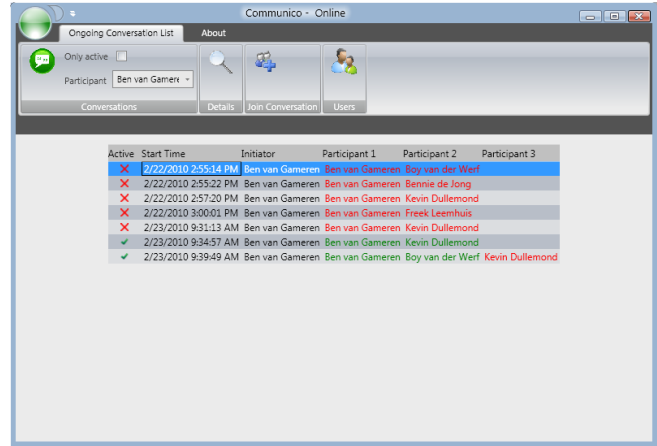 Communico - Online
Ongoing Conversation List About
Only active
Participant Ben van Gamere
Conversations Details Join Conversation Users
Active Start Time Initiator Participant 1 Participant 2 Participant 3
2/22/2010 2:55:14 PM Ben van Gameren Ben van Gameren Boy van der Werf
2/22/2010 2:55:22 PM Ben van Gameren Ben van Gameren Bennie de Jong
2/22/2010 2:57:20 PM Ben van Gameren Ben van Gameren Kevin Dullemond
2/22/2010 3:00:01 PM Ben van Gameren Ben van Gameren Freek Leemhuis
2/23/2010 9:31:13 AM Ben van Gameren Ben van Gameren Kevin Dullemond
2/23/2010 9:34:57 AM Ben van Gameren Ben van Gameren Kevin Dullemond
2/23/2010 9:39:49 AM Ben van Gameren Ben van Gameren Boy van der Werf Kevin Dullemond